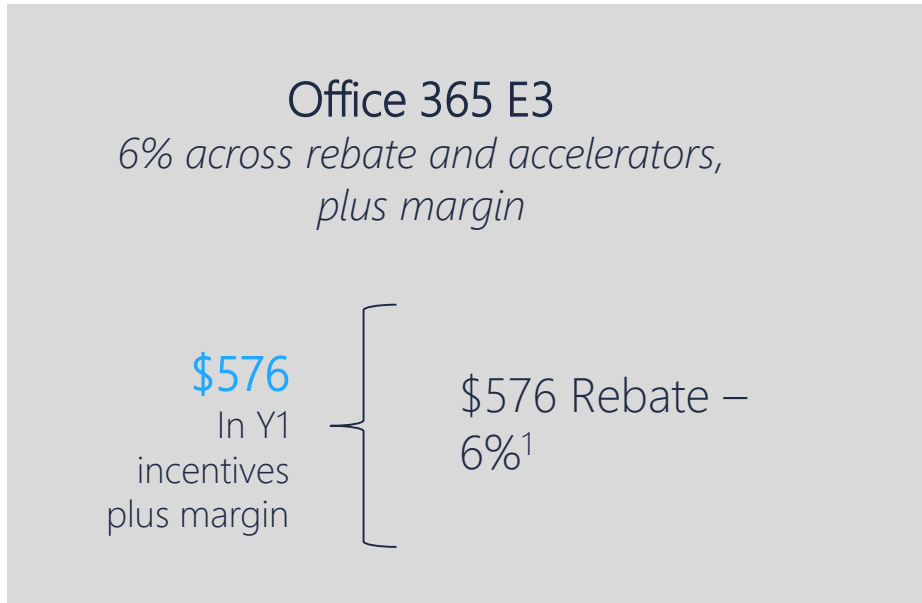 Office 365 E3
6% across rebate and accelerators,
plus margin
$576
In Y1
incentives
plus margin
$576 Rebate –
6%¹